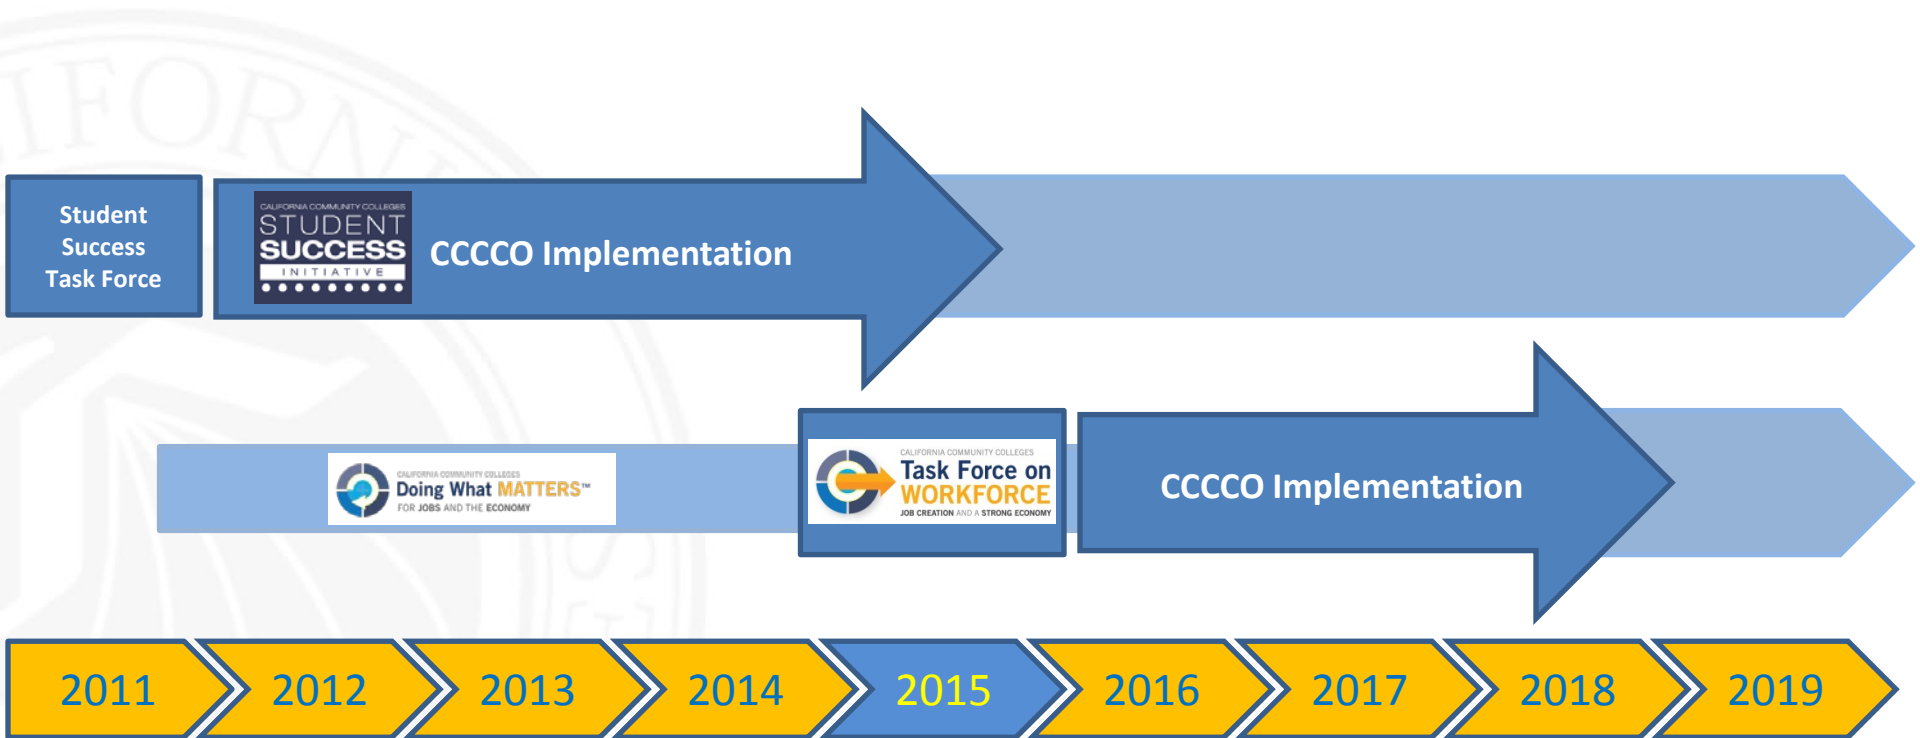 CALIFORNIA
Student
Success
Task Force
CALIFORNIA COMMUNITY COLLEGES
STUDENT
SUCCESS
INITIATIVE
CCCCO Implementation
CALIFORNIA COMMUNITY COLLEGES
Doing What MATTERS™
FOR JOBS AND THE ECONOMY
CALIFORNIA COMMUNITY COLLEGES
Task Force on
WORKFORCE
JOB CREATION AND A STRONG ECONOMY
CCCCO Implementation
2011
2012
2013
2014
2015
2016
2017
2018
2019